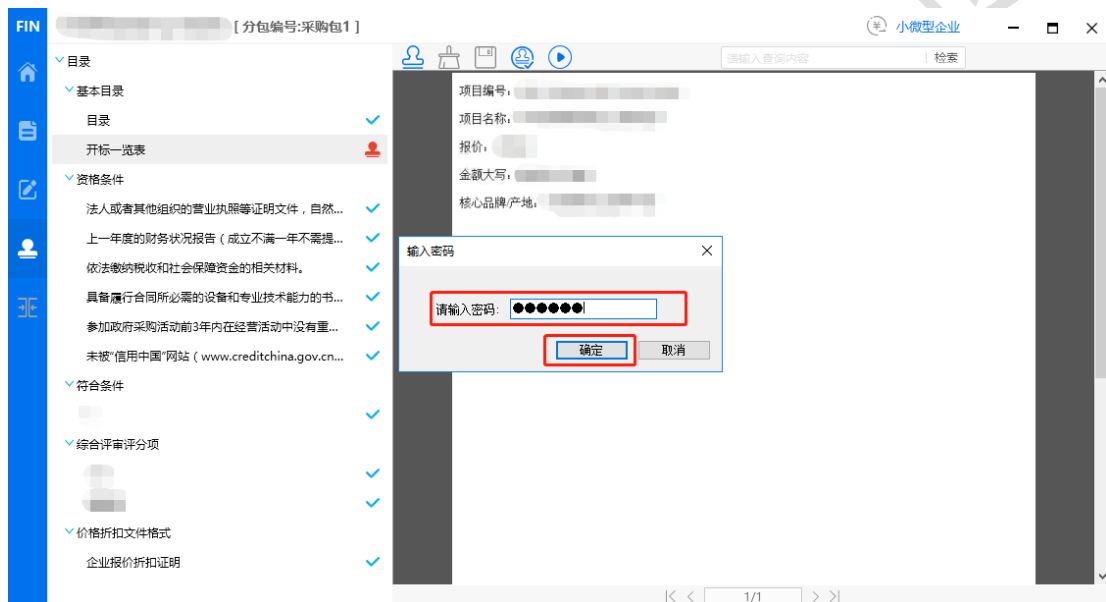 FIN
[ 分包编号:采购包1 ]
小微型企业
目录
基本目录
目录
开标一览表
资格条件
法人或者其他组织的营业执照等证明文件，自然...
上一年度的财务状况报告（成立不满一年不需提...
依法缴纳税收和社会保障资金的相关材料。
具备履行合同所必需的设备和专业技术能力的书...
参加政府采购活动前3年内在经营活动中没有重...
未被“信用中国”网站（www.creditchina.gov.cn...
符合条件
综合评审评分项
价格折扣文件格式
企业报价折扣证明
请输入查询内容
检索
项目编号：
项目名称：
报价：
金额大写：
核心品牌/产地：
输入密码
请输入密码:
确定
取消
1/1